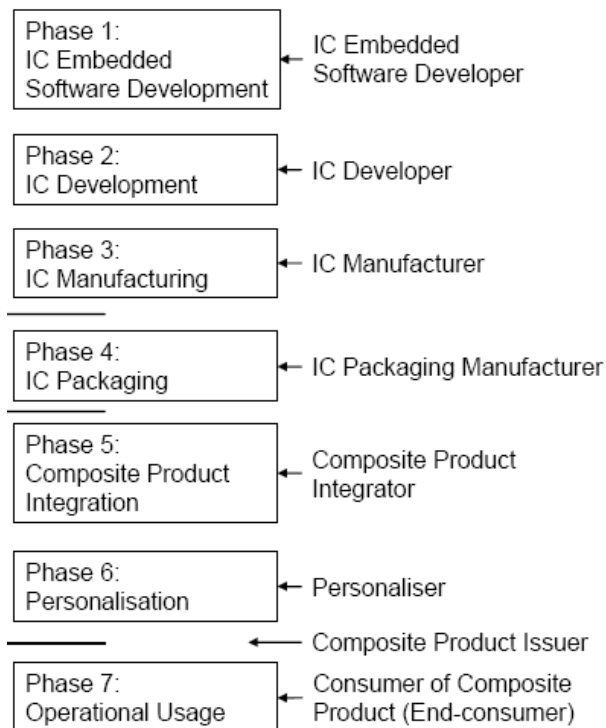 Phase 1:
IC Embedded
Software Development
IC Embedded
Software Developer
Phase 2:
IC Development
IC Developer
Phase 3:
IC Manufacturing
IC Manufacturer
Phase 4:
IC Packaging
IC Packaging Manufacturer
Phase 5:
Composite Product
Integration
Composite Product
Integrator
Phase 6:
Personalisation
Personaliser
Composite Product Issuer
Phase 7:
Operational Usage
Consumer of Composite
Product (End-consumer)